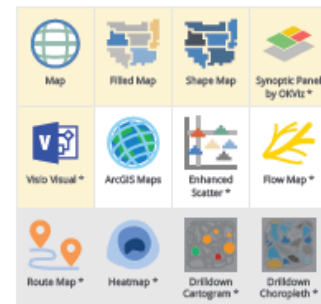 Map
Filled Map
Shape Map
Synoptic Panel
by OKViz *
V
Visio Visual *
ArcGIS Maps
Enhanced
Scatter *
Flow Map *
Route Map *
Heatmap *
Drilldown
Cartogram *
Drilldown
Choropleth *